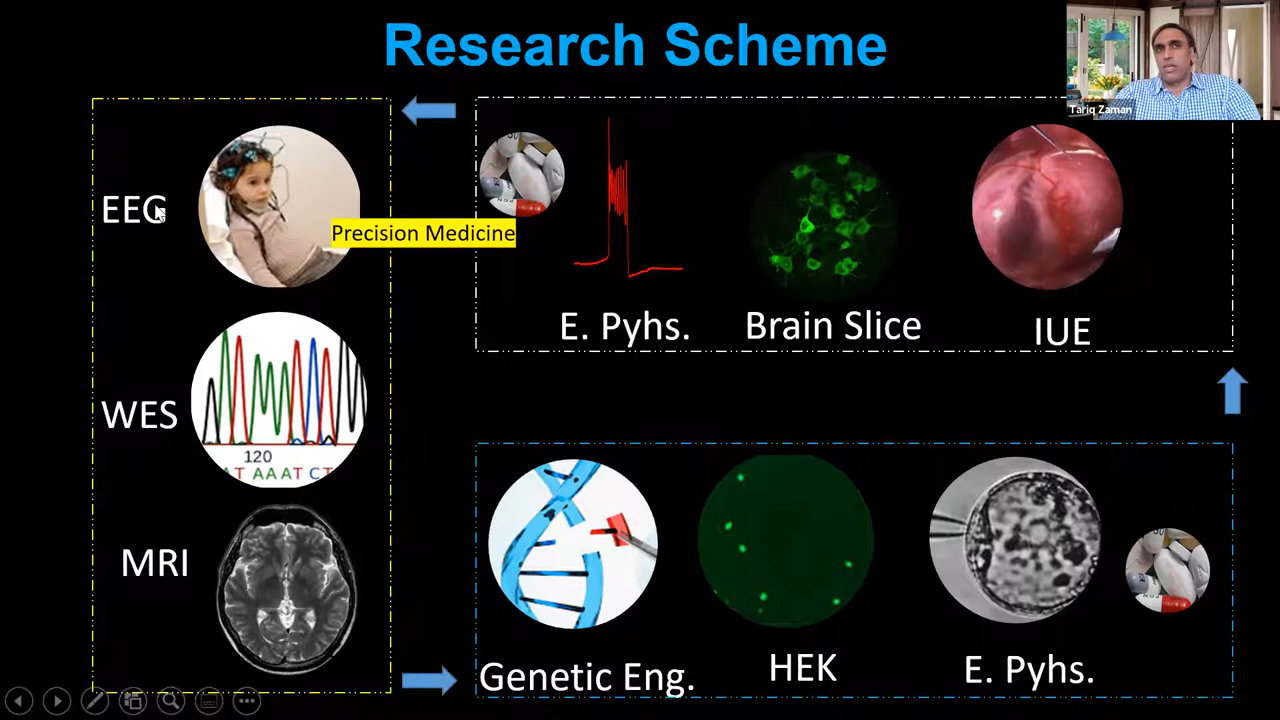 Research Scheme
Tariq Zaman
EEG
Precision Medicine
E. Pyhs.
Brain Slice
IUE
WES
120
AT AAAT CT
MRI
Genetic Eng.
HEK
E. Pyhs.